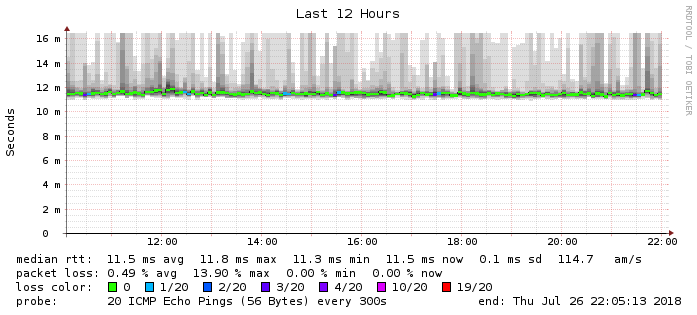 Last 12 Hours
RRDTOOL / TOBI OETIKER
Seconds
16 m
14 m
12 m
10 m
8 m
6 m
4 m
2 m
0
12:00 14:00 16:00 18:00 20:00 22:00
median rtt: 11.5 ms avg 11.8 ms max 11.3 ms min 11.5 ms now 0.1 ms sd 114.7 am/s
packet loss: 0.49 % avg 13.90 % max 0.00 % min 0.00 % now
loss color: 0 1/20 2/20 3/20 4/20 10/20 19/20
probe: 20 ICMP Echo Pings (56 Bytes) every 300s end: Thu Jul 26 22:05:13 2018